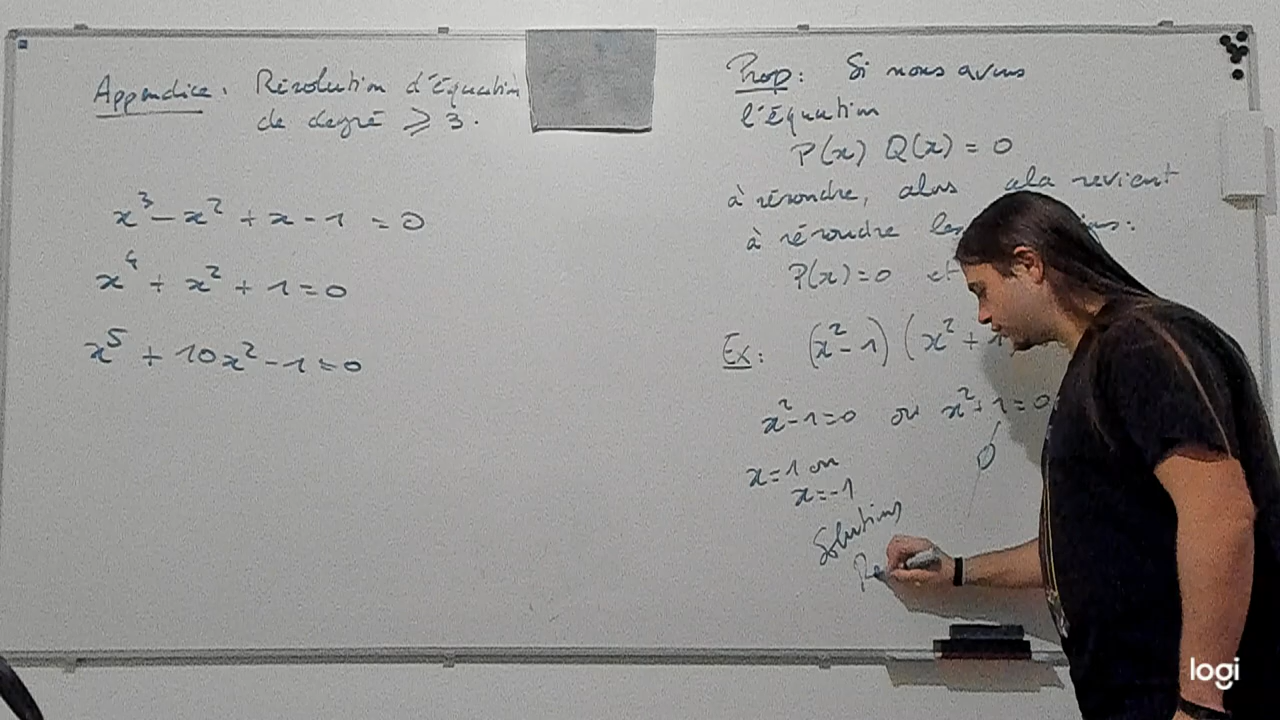 Appendice: Résolution d'Équation
de degré ⩾ 3.
x³ - x² + x - 1 = 0
x⁴ + x² + 1 = 0
x⁵ + 10x² - 1 = 0
Prop: Si nous avons
l'équation
P(x) Q(x) = 0
à résoudre, alors cela revient
à résoudre les
P(x) = 0 et
Ex: (x² - 1) (x² + 1
x² - 1 = 0 ou x² + 1 = 0
∅
x = 1 ou
x = -1
Solutions
Ré
logi